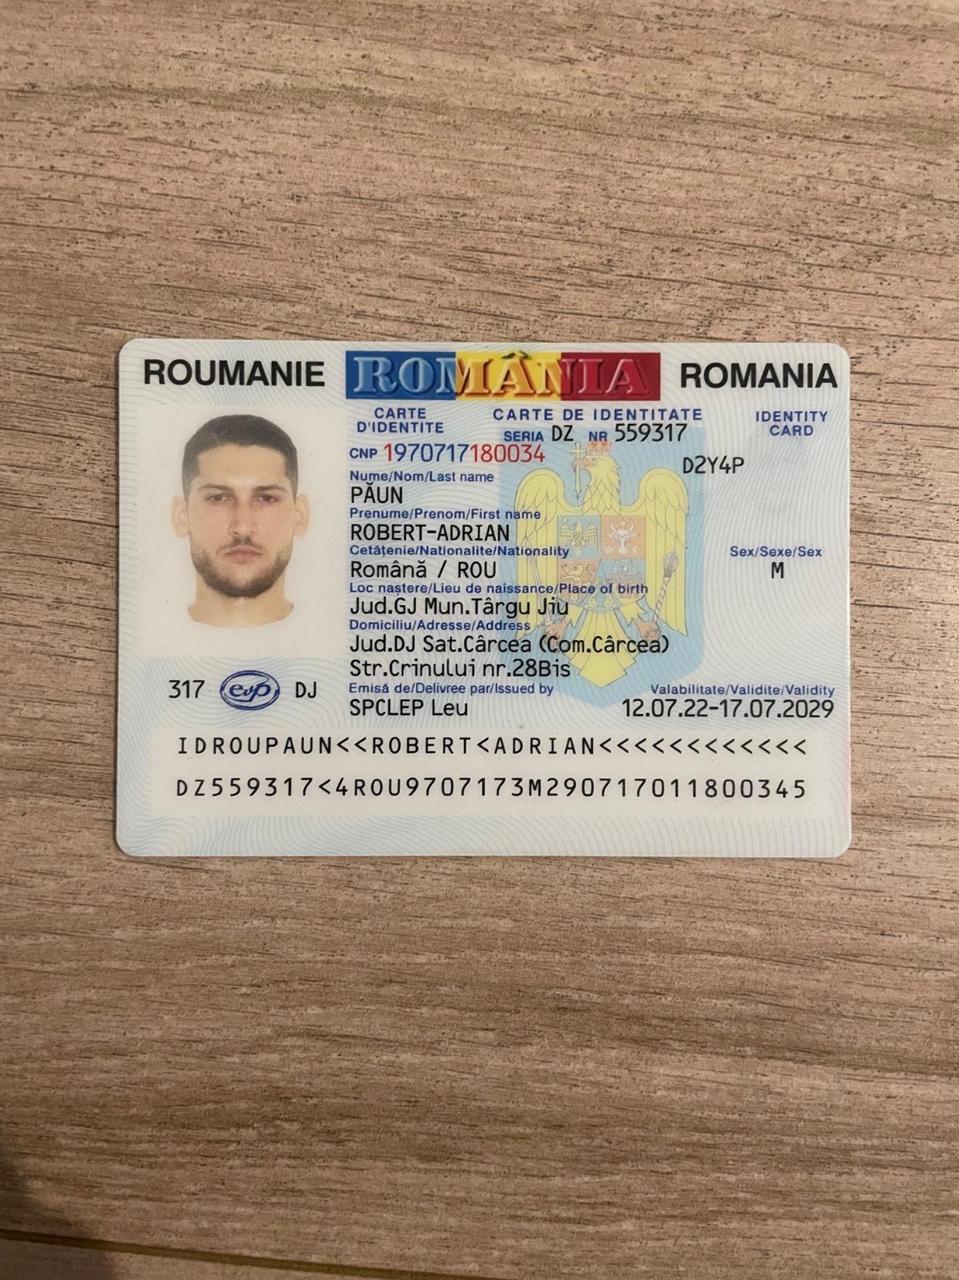 ROUMANIE ROMÂNIA ROMANIA
CARTE D'IDENTITE
CARTE DE IDENTITATE
IDENTITY CARD
SERIA DZ NR 559317
CNP 1970717180034
D2Y4P
Nume/Nom/Last name
PĂUN
Prenume/Prenom/First name
ROBERT-ADRIAN
Cetăţenie/Nationalite/Nationality
Română / ROU
Sex/Sexe/Sex
M
Loc naştere/Lieu de naissance/Place of birth
Jud.GJ Mun.Târgu Jiu
Domiciliu/Adresse/Address
Jud.DJ Sat.Cârcea (Com.Cârcea)
Str.Crinului nr.28Bis
317 evp DJ
Emisă de/Delivree par/Issued by
SPCLEP Leu
Valabilitate/Validite/Validity
12.07.22-17.07.2029
IDROUPAUN<<ROBERT<ADRIAN<<<<<<<<<<<<
DZ559317<4ROU9707173M290717011800345